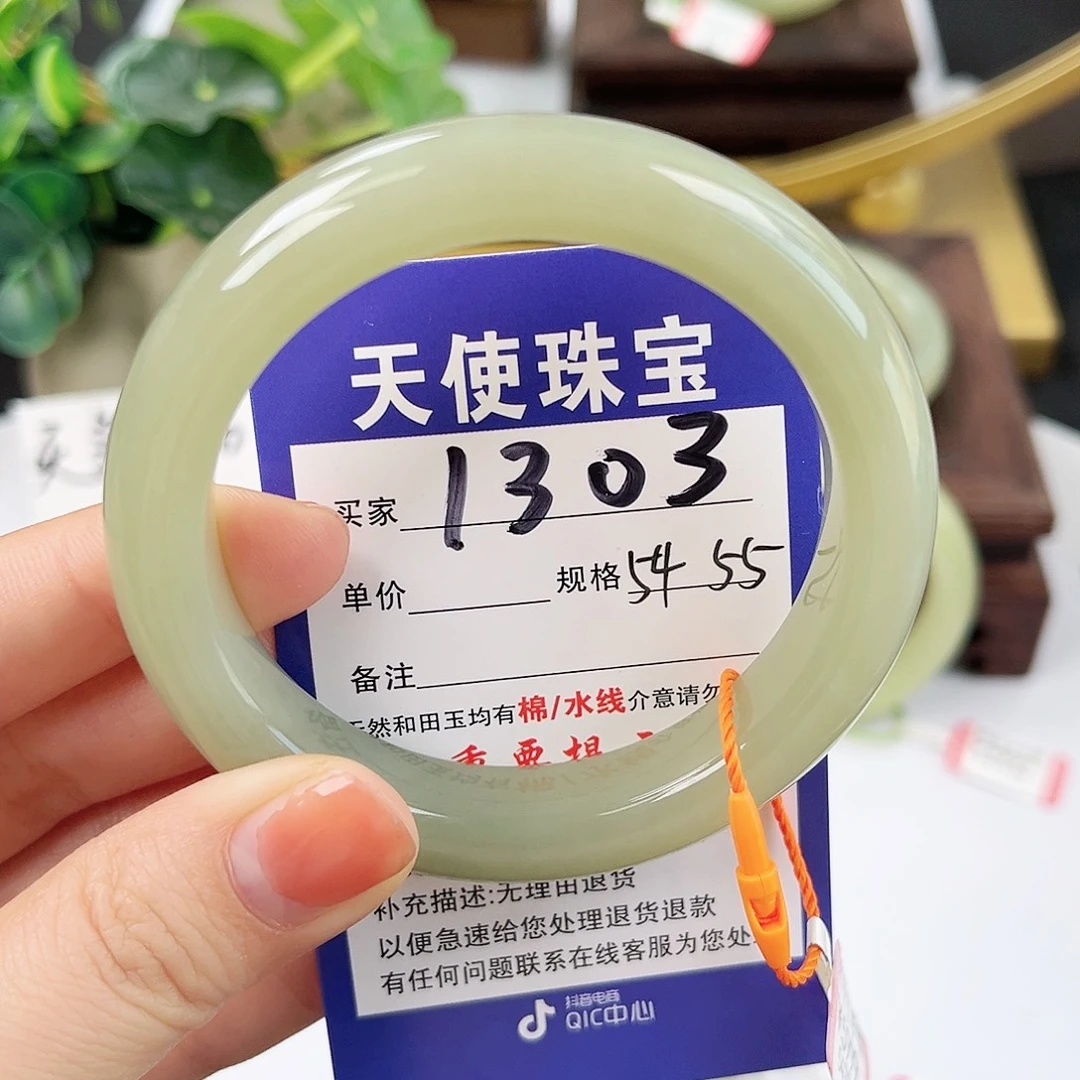 天使珠宝
买家 1303
单价 规格 54 55
备注
天然和田玉均有棉/水线介意请勿
重要提
补充描述:无理由退货
以便急速给您处理退货退款
有任何问题联系在线客服为您处
抖音电商
QIC中心